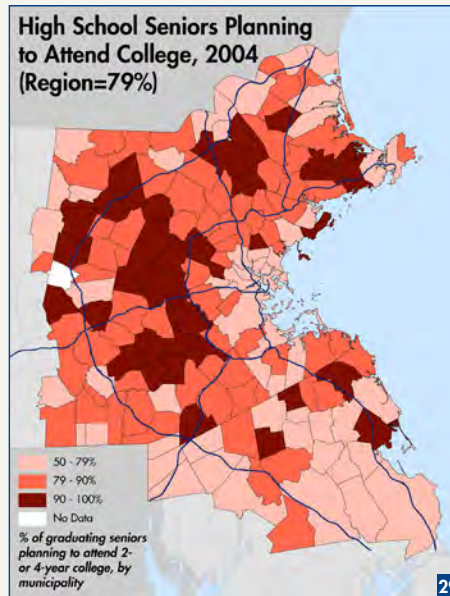 High School Seniors Planning
to Attend College, 2004
(Region=79%)
50 - 79%
79 - 90%
90 - 100%
No Data
% of graduating seniors
planning to attend 2-
or 4-year college, by
municipality
29